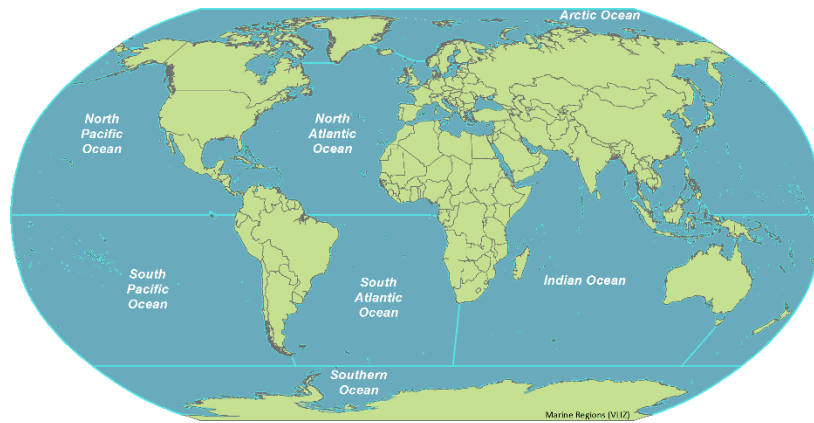 Arctic Ocean
North
Pacific
Ocean
North
Atlantic
Ocean
South
Pacific
Ocean
South
Atlantic
Ocean
Indian Ocean
Southern
Ocean
Marine Regions (VLIZ)